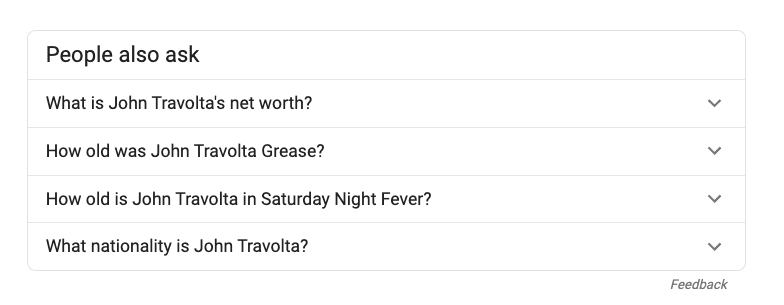 People also ask
What is John Travolta's net worth?
How old was John Travolta Grease?
How old is John Travolta in Saturday Night Fever?
What nationality is John Travolta?
Feedback